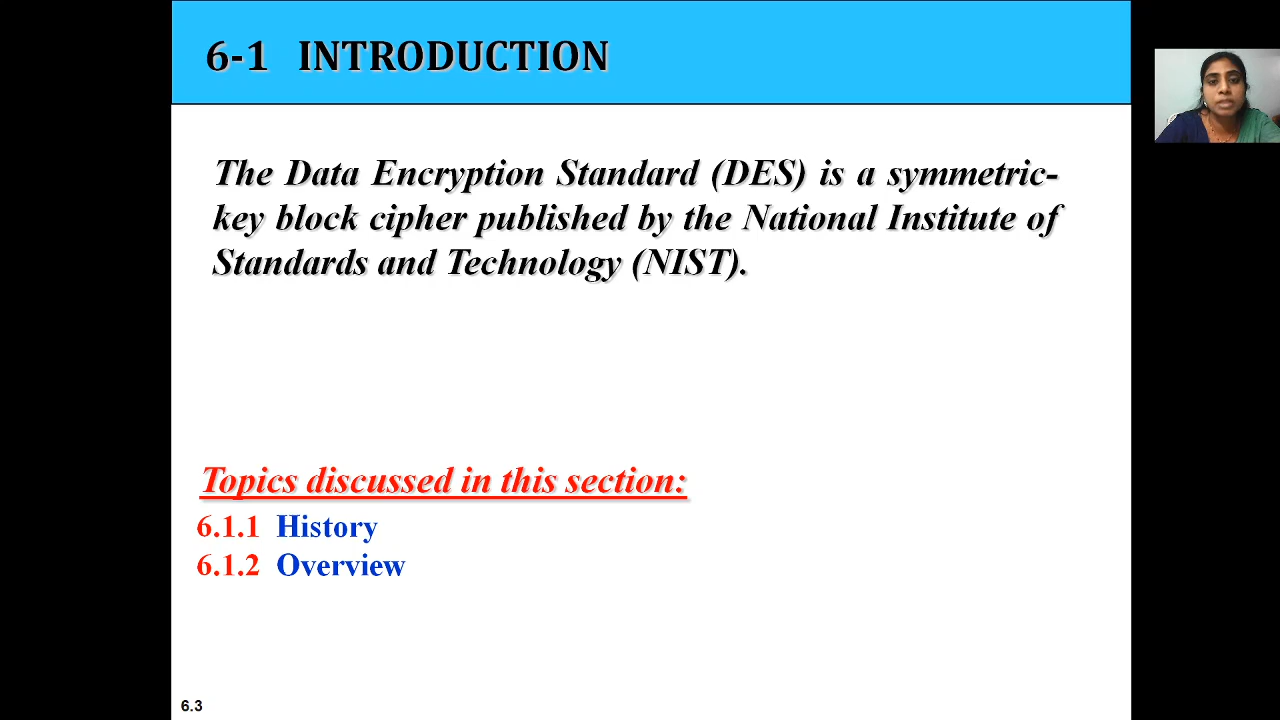 6-1 INTRODUCTION
The Data Encryption Standard (DES) is a symmetric-
key block cipher published by the National Institute of
Standards and Technology (NIST).
Topics discussed in this section:
6.1.1 History
6.1.2 Overview
6.3